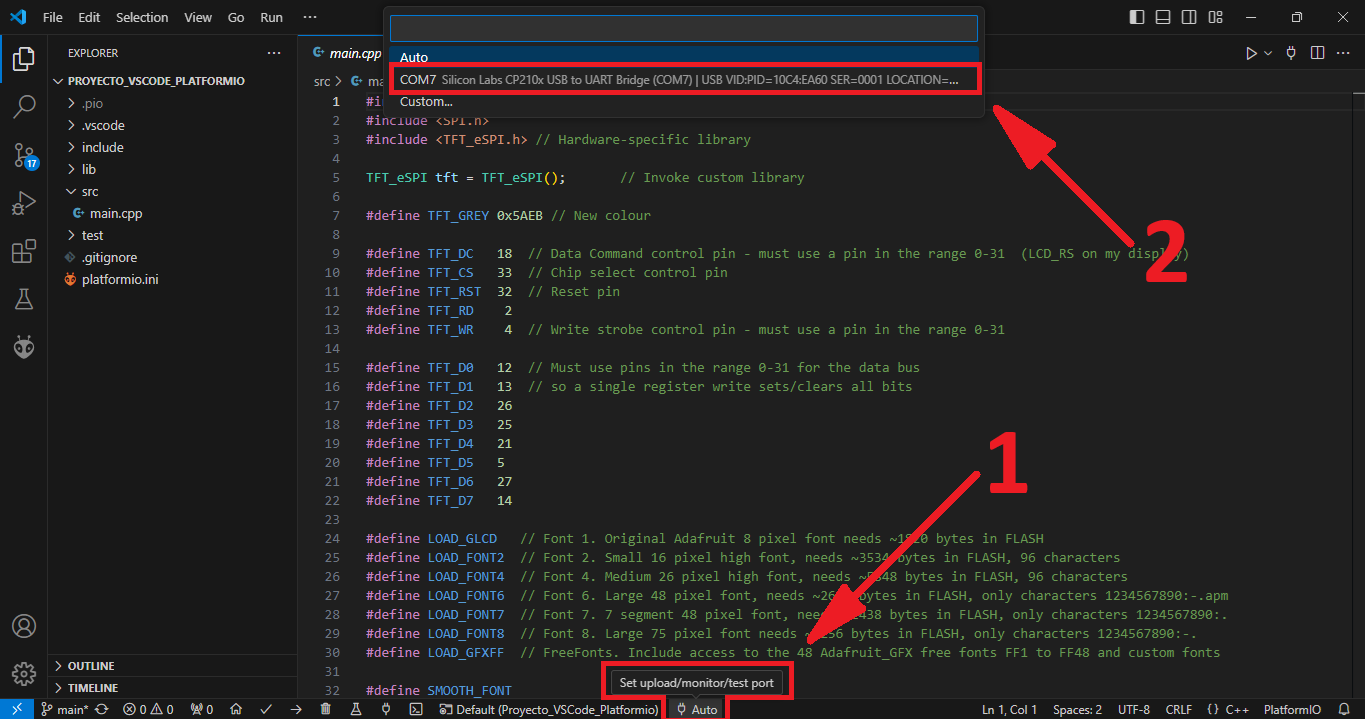 File Edit Selection View Go Run ···
EXPLORER ···
PROYECTO_VSCODE_PLATFORMIO
.pio
.vscode
include
lib
src
main.cpp
test
.gitignore
platformio.ini
OUTLINE
TIMELINE
17
main.cpp
src
Auto
COM7 Silicon Labs CP210x USB to UART Bridge (COM7) | USB VID:PID=10C4:EA60 SER=0001 LOCATION=...
Custom...
1
2 #include <SPI.h>
3 #include <TFT_eSPI.h> // Hardware-specific library
4
5 TFT_eSPI tft = TFT_eSPI(); // Invoke custom library
6
7 #define TFT_GREY 0x5AEB // New colour
8
9 #define TFT_DC 18 // Data Command control pin - must use a pin in the range 0-31 (LCD_RS on my display)
10 #define TFT_CS 33 // Chip select control pin
11 #define TFT_RST 32 // Reset pin
12 #define TFT_RD 2
13 #define TFT_WR 4 // Write strobe control pin - must use a pin in the range 0-31
14
15 #define TFT_D0 12 // Must use pins in the range 0-31 for the data bus
16 #define TFT_D1 13 // so a single register write sets/clears all bits
17 #define TFT_D2 26
18 #define TFT_D3 25
19 #define TFT_D4 21
20 #define TFT_D5 5
21 #define TFT_D6 27
22 #define TFT_D7 14
23
24 #define LOAD_GLCD // Font 1. Original Adafruit 8 pixel font needs bytes in FLASH
25 #define LOAD_FONT2 // Font 2. Small 16 pixel high font, needs ~3534 bytes in FLASH, 96 characters
26 #define LOAD_FONT4 // Font 4. Medium 26 pixel high font, needs bytes in FLASH, 96 characters
27 #define LOAD_FONT6 // Font 6. Large 48 pixel font, needs bytes in FLASH, only characters 1234567890:-.apm
28 #define LOAD_FONT7 // Font 7. 7 segment 48 pixel font, bytes in FLASH, only characters 1234567890:.
29 #define LOAD_FONT8 // Font 8. Large 75 pixel font needs bytes in FLASH, only characters 1234567890:-.
30 #define LOAD_GFXFF // FreeFonts. Include access to the 48 Adafruit_GFX free fonts FF1 to FF48 and custom fonts
31
32 #define SMOOTH_FONT
2
1
Set upload/monitor/test port
main* 0 0 0 Default (Proyecto_VSCode_Platformio) Auto Ln 1, Col 1 Spaces: 2 UTF-8 CRLF {} C++ PlatformIO